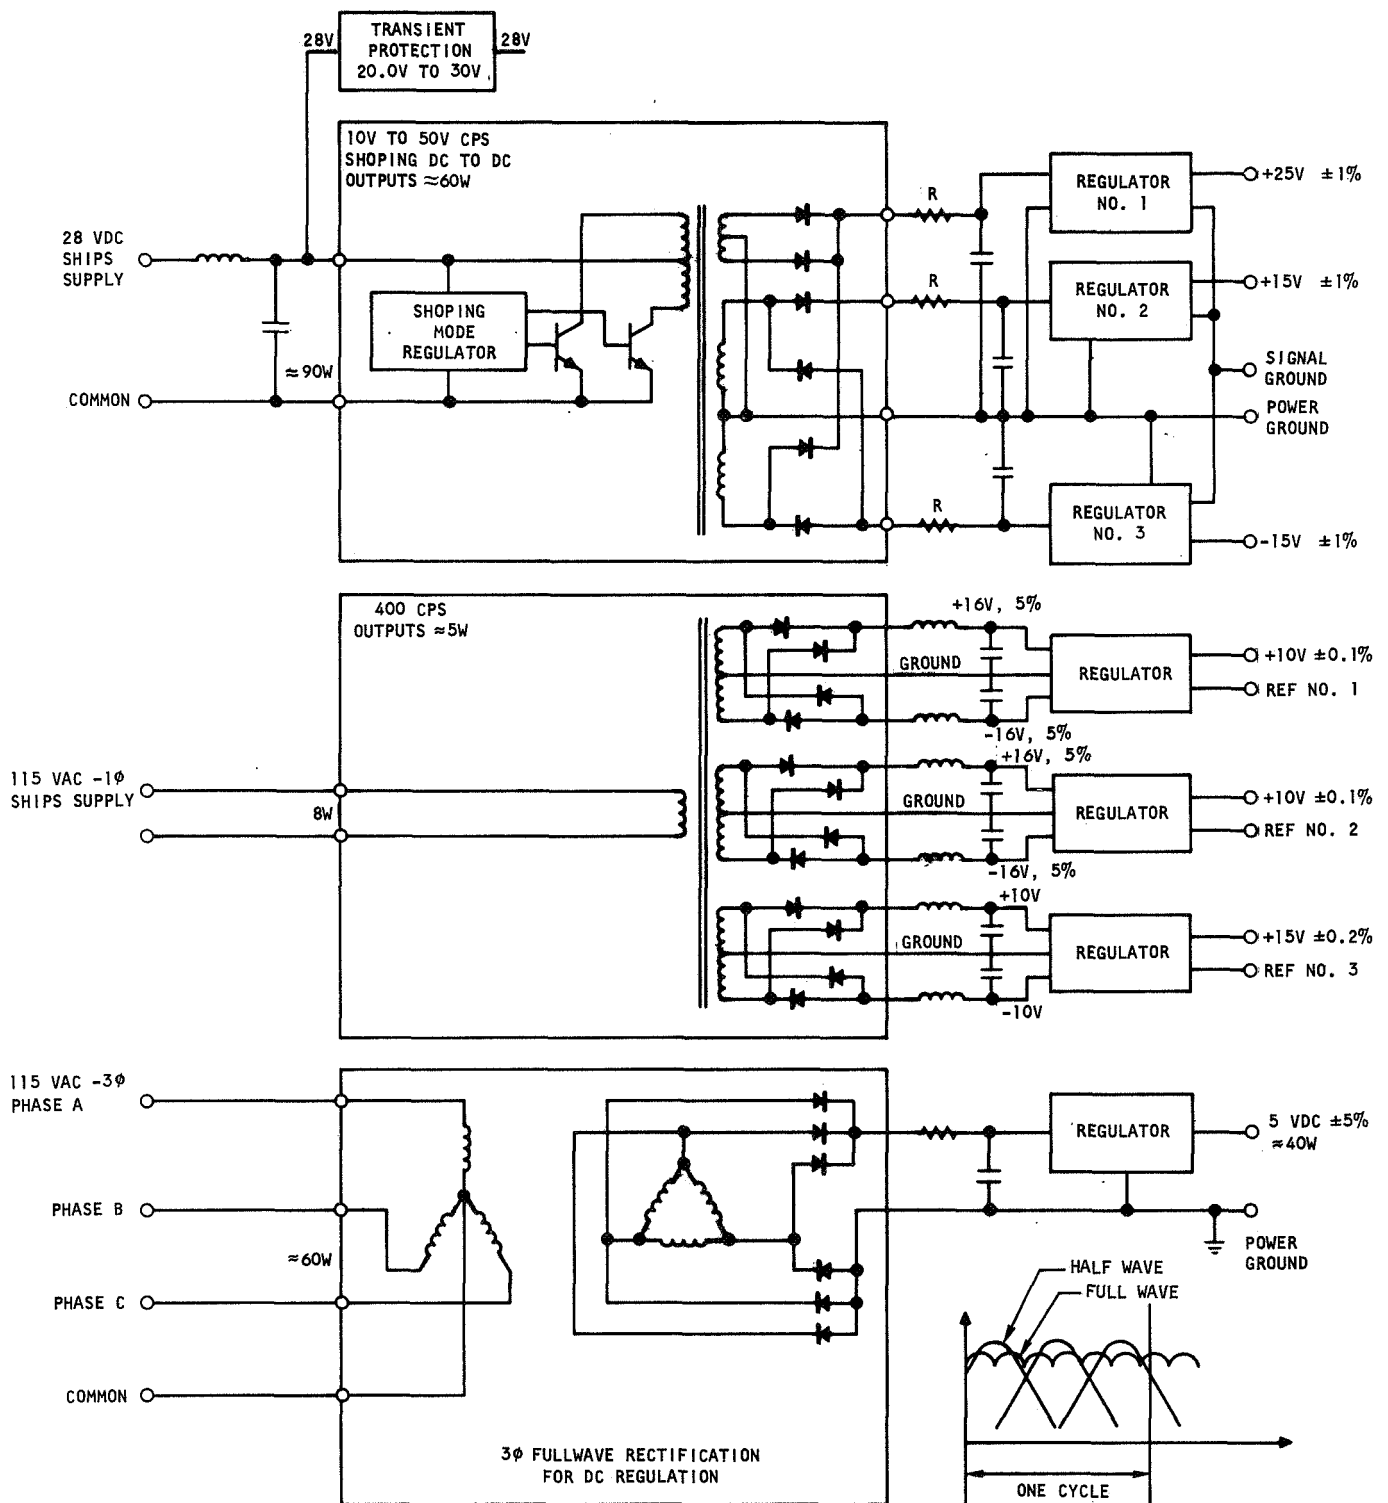 TRANSIENT
PROTECTION
20.0V TO 30V
28V
28V
10V TO 50V CPS
SHOPING DC TO DC
OUTPUTS ≈60W
28 VDC
SHIPS
SUPPLY
SHOPING
MODE
REGULATOR
≈90W
COMMON
R
R
R
REGULATOR
NO. 1
+25V ±1%
REGULATOR
NO. 2
+15V ±1%
SIGNAL
GROUND
POWER
GROUND
REGULATOR
NO. 3
-15V ±1%
400 CPS
OUTPUTS ≈5W
115 VAC -1φ
SHIPS SUPPLY
8W
+16V, 5%
GROUND
-16V, 5%
REGULATOR
+10V ±0.1%
REF NO. 1
+16V, 5%
GROUND
-16V, 5%
REGULATOR
+10V ±0.1%
REF NO. 2
+10V
GROUND
-10V
REGULATOR
+15V ±0.2%
REF NO. 3
115 VAC -3φ
PHASE A
PHASE B
≈60W
PHASE C
COMMON
REGULATOR
5 VDC ±5%
≈40W
POWER
GROUND
3φ FULLWAVE RECTIFICATION
FOR DC REGULATION
HALF WAVE
FULL WAVE
ONE CYCLE